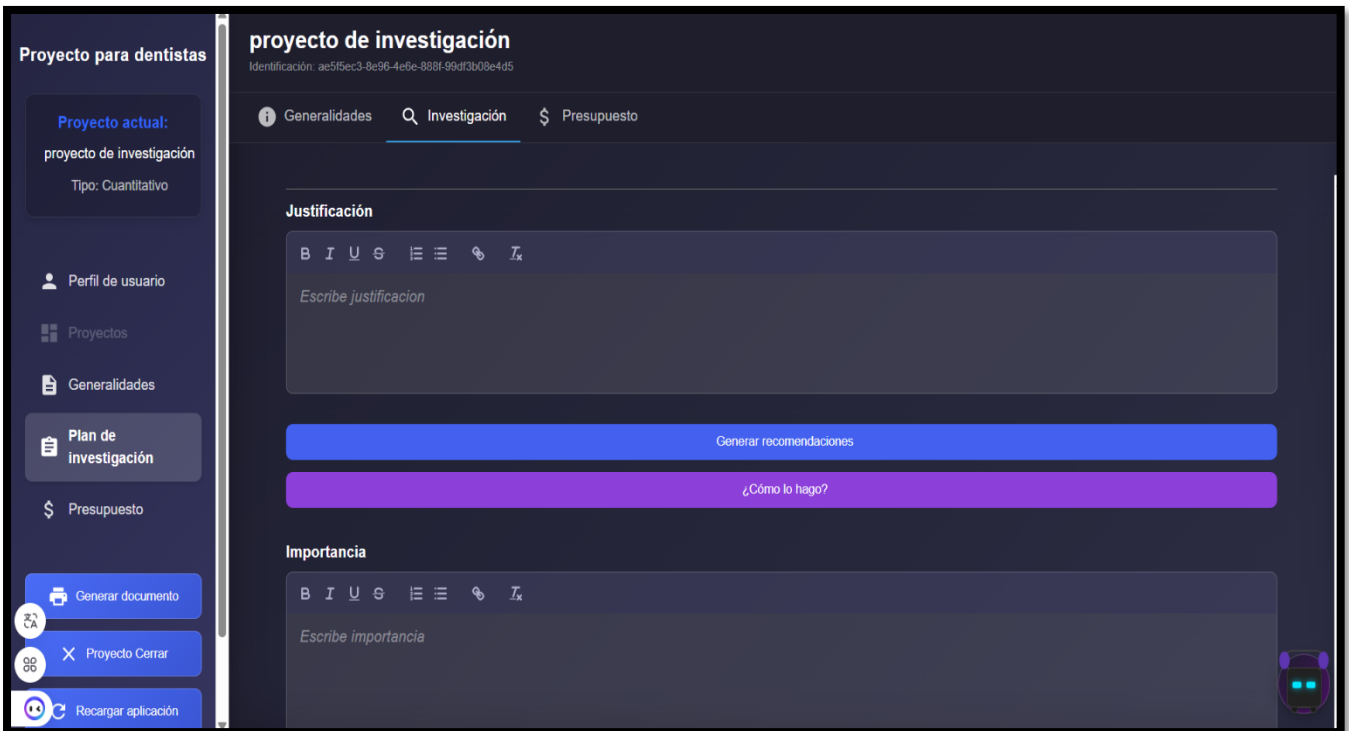 Proyecto para dentistas
Proyecto actual:
proyecto de investigación
Tipo: Cuantitativo
Perfil de usuario
Proyectos
Generalidades
Plan de
investigación
Presupuesto
Generar documento
Proyecto Cerrar
Recargar aplicación
proyecto de investigación
Identificación: ae5f5ec3-8e96-4e6e-888f-99df3b08e4d5
Generalidades
Investigación
Presupuesto
Justificación
B I U S
Escribe justificacion
Generar recomendaciones
¿Cómo lo hago?
Importancia
B I U S
Escribe importancia